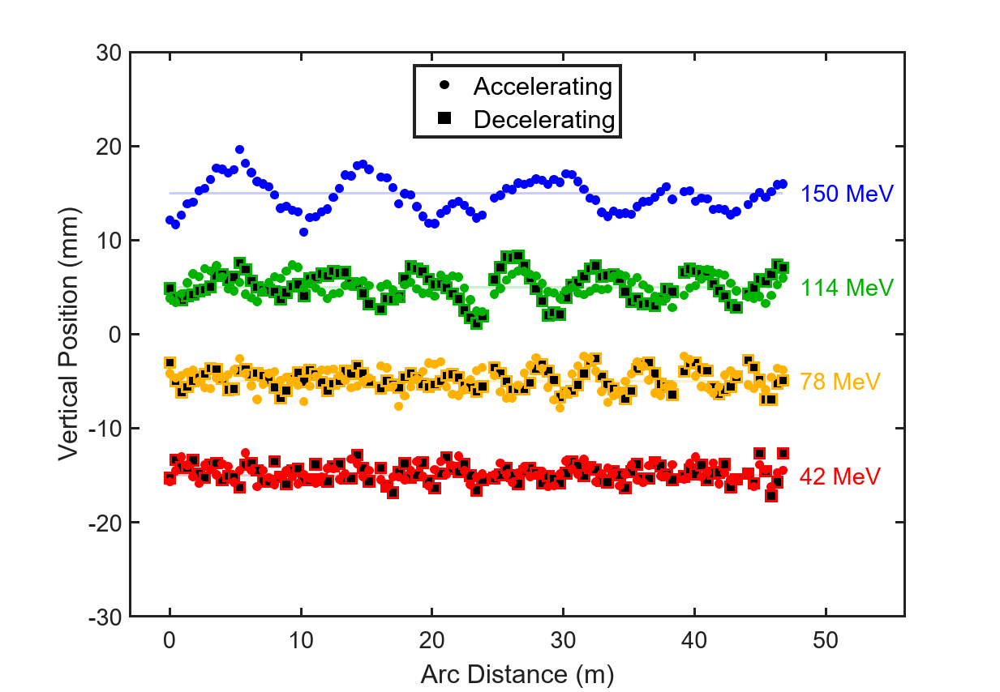 30
20
10
0
-10
-20
-30
Vertical Position (mm)
Accelerating
Decelerating
150 MeV
114 MeV
78 MeV
42 MeV
0 10 20 30 40 50
Arc Distance (m)